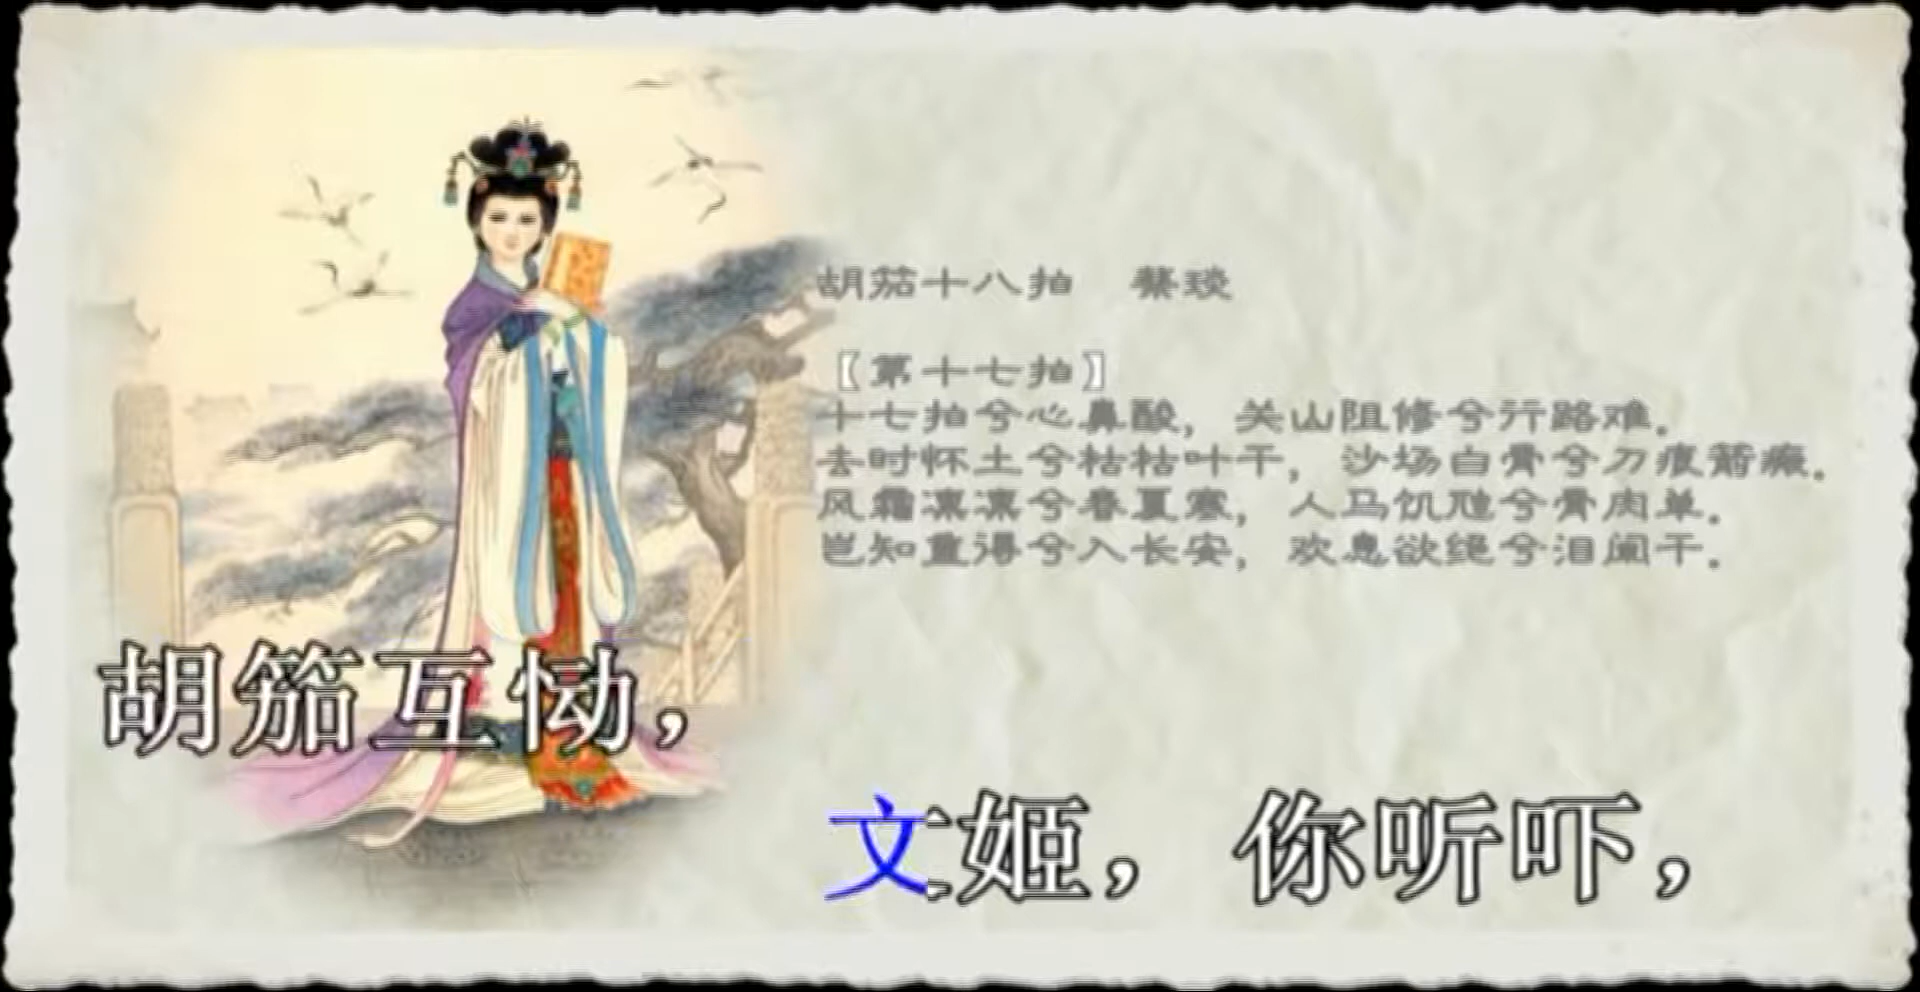 胡笳十八拍 蔡琰
【第十七拍】
十七拍兮心鼻酸，关山阻修兮行路难。
去时怀土兮枝枯叶干，沙场白骨兮刀痕箭瘢。
风霜凛凛兮春夏寒，人马饥豗兮骨肉单。
岂知重得兮入长安，欢息欲绝兮泪阑干。
胡笳互恸，
文姬，你听吓，